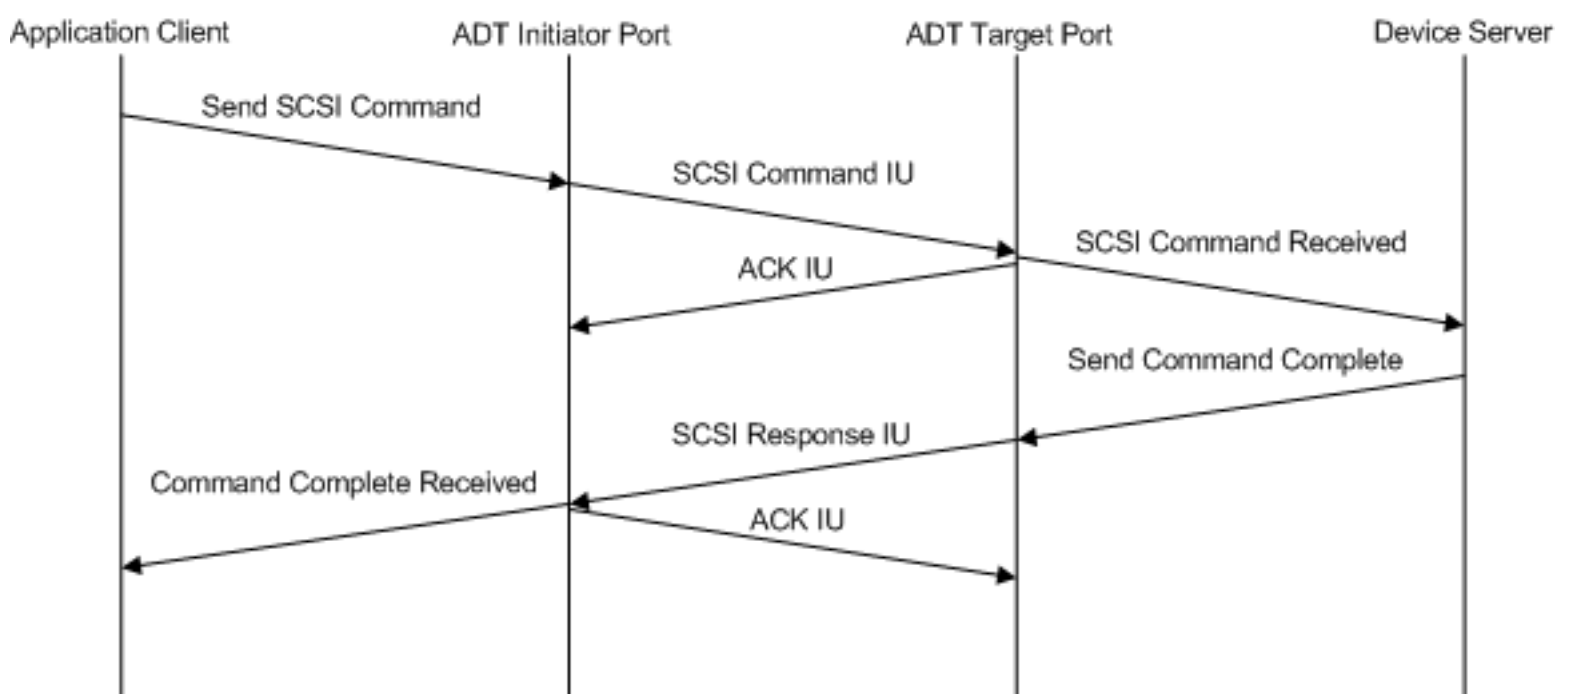 Application Client
ADT Initiator Port
ADT Target Port
Device Server
Send SCSI Command
SCSI Command IU
SCSI Command Received
ACK IU
Send Command Complete
SCSI Response IU
Command Complete Received
ACK IU